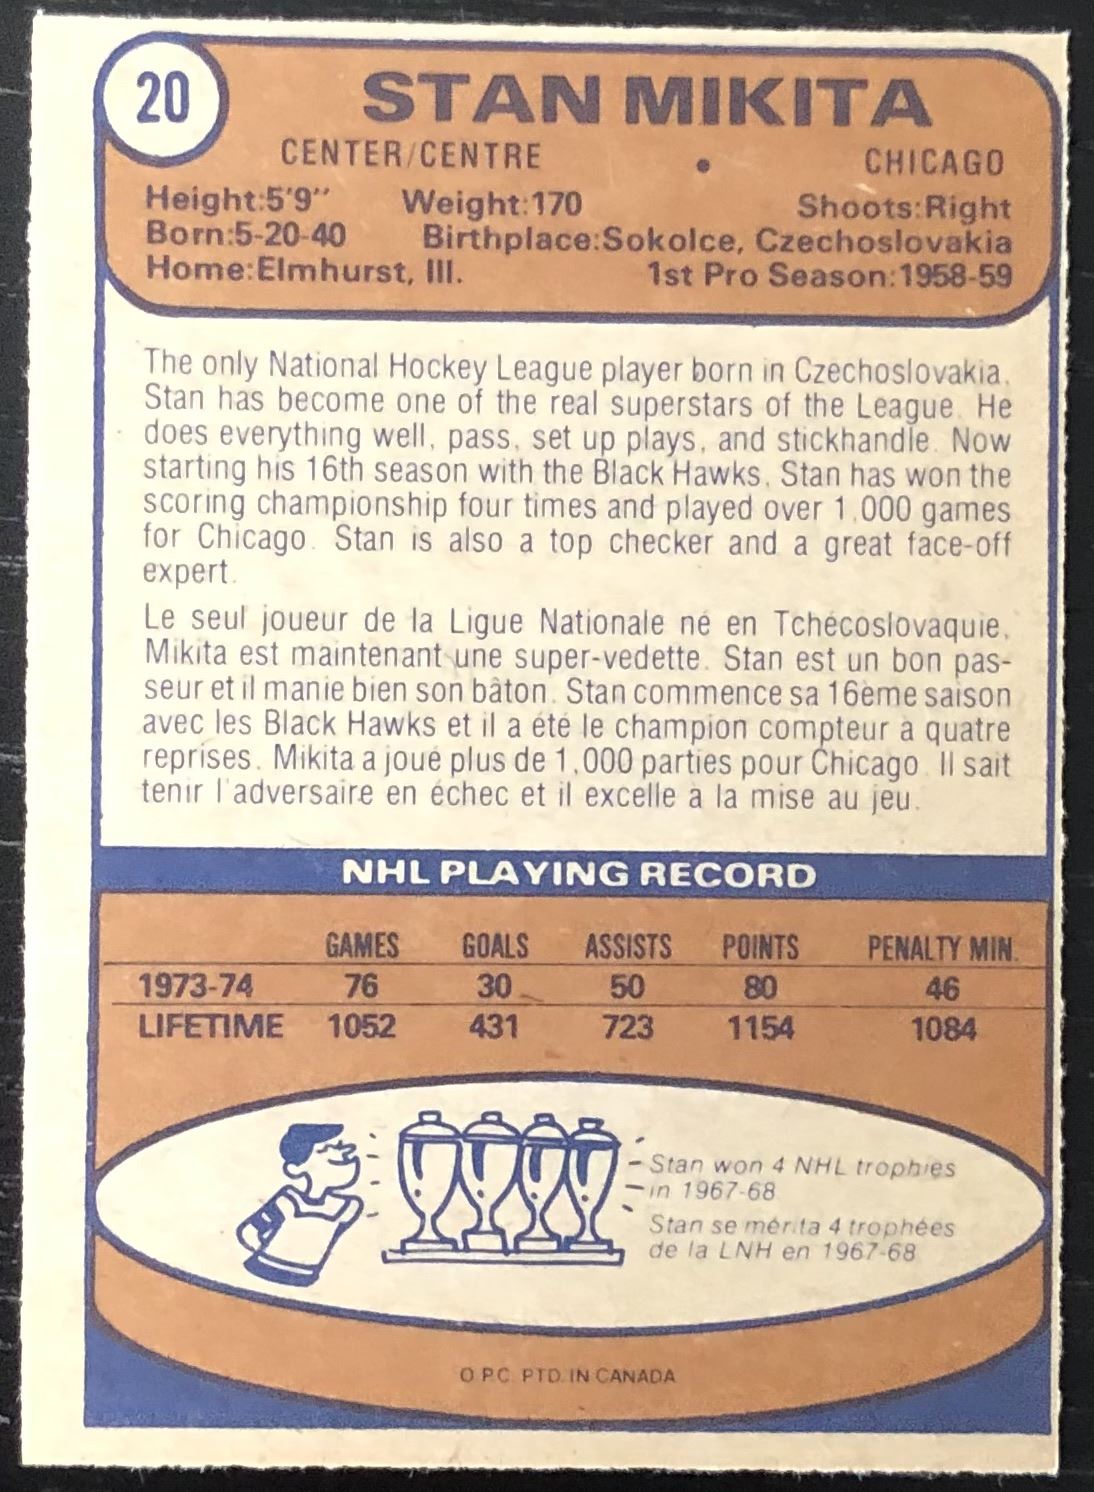 20
STAN MIKITA
CENTER/CENTRE • CHICAGO
Height:5'9" Weight:170 Shoots:Right
Born:5-20-40 Birthplace:Sokolce, Czechoslovakia
Home:Elmhurst, Ill. 1st Pro Season:1958-59
The only National Hockey League player born in Czechoslovakia,
Stan has become one of the real superstars of the League. He
does everything well, pass, set up plays, and stickhandle. Now
starting his 16th season with the Black Hawks, Stan has won the
scoring championship four times and played over 1,000 games
for Chicago. Stan is also a top checker and a great face-off
expert.
Le seul joueur de la Ligue Nationale né en Tchécoslovaquie,
Mikita est maintenant une super-vedette. Stan est un bon pas-
seur et il manie bien son bâton. Stan commence sa 16ème saison
avec les Black Hawks et il a été le champion compteur à quatre
reprises. Mikita a joué plus de 1,000 parties pour Chicago. Il sait
tenir l'adversaire en échec et il excelle à la mise au jeu.
NHL PLAYING RECORD
GAMES GOALS ASSISTS POINTS PENALTY MIN.
1973-74 76 30 50 80 46
LIFETIME 1052 431 723 1154 1084
Stan won 4 NHL trophies
in 1967-68
Stan se mérita 4 trophées
de la LNH en 1967-68
O.P.C. PTD. IN CANADA